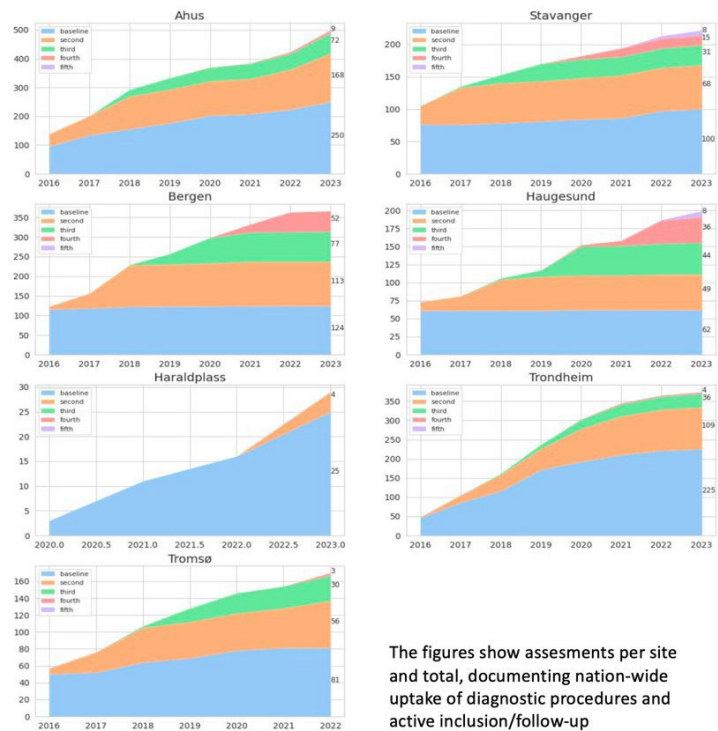 Ahus
500
400
300
200
100
0
baseline
second
third
fourth
fifth
9
72
168
250
2016 2017 2018 2019 2020 2021 2022 2023
Stavanger
200
150
100
50
0
baseline
second
third
fourth
fifth
8
15
31
68
100
2016 2017 2018 2019 2020 2021 2022 2023
Bergen
350
300
250
200
150
100
50
0
baseline
second
third
fourth
fifth
52
77
113
124
2016 2017 2018 2019 2020 2021 2022 2023
Haugesund
200
175
150
125
100
75
50
25
0
baseline
second
third
fourth
fifth
8
36
44
49
62
2016 2017 2018 2019 2020 2021 2022 2023
Haraldplass
30
25
20
15
10
5
0
baseline
second
third
fourth
fifth
4
25
2020.0 2020.5 2021.0 2021.5 2022.0 2022.5 2023.0
Trondheim
350
300
250
200
150
100
50
0
baseline
second
third
fourth
fifth
4
36
109
225
2016 2017 2018 2019 2020 2021 2022 2023
Tromsø
160
140
120
100
80
60
40
20
0
baseline
second
third
fourth
fifth
3
30
56
81
2016 2017 2018 2019 2020 2021 2022
The figures show assesments per site
and total, documenting nation-wide
uptake of diagnostic procedures and
active inclusion/follow-up